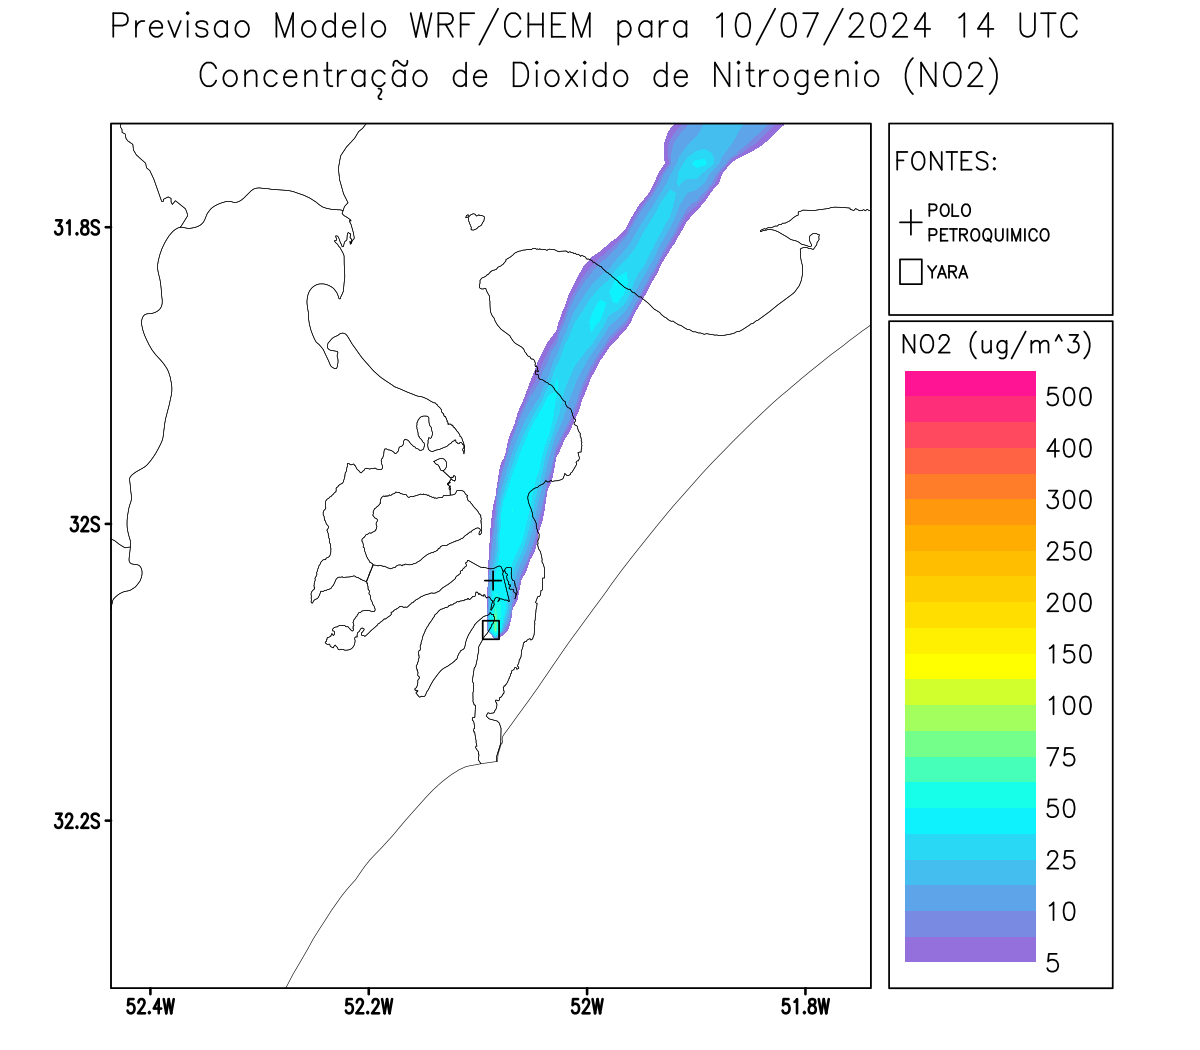 Previsao Modelo WRF/CHEM para 10/07/2024 14 UTC
Concentração de Dioxido de Nitrogenio (NO2)
31.8S
32S
32.2S
52.4W
52.2W
52W
51.8W
FONTES:
POLO
PETROQUIMICO
YARA
NO2 (ug/m^3)
500
400
300
250
200
150
100
75
50
25
10
5